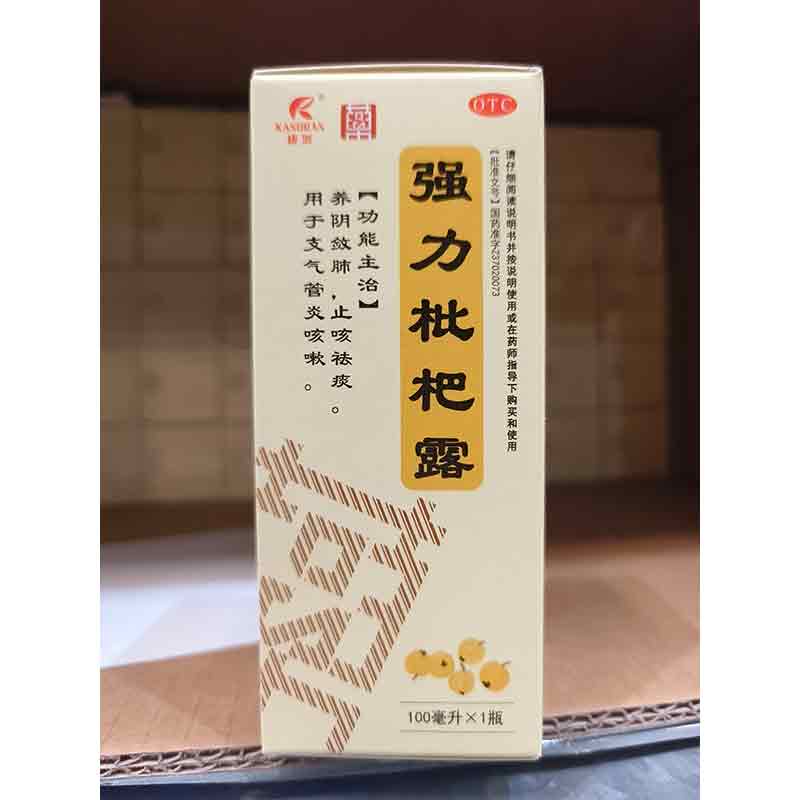 KASHUAN
OTC
请仔细阅读说明书并按说明使用或在药师指导下购买和使用
【批准文号】国药准字Z37020073
强力枇杷露
【功能主治】
养阴敛肺，止咳祛痰。
用于支气管炎咳嗽。
100毫升×1瓶